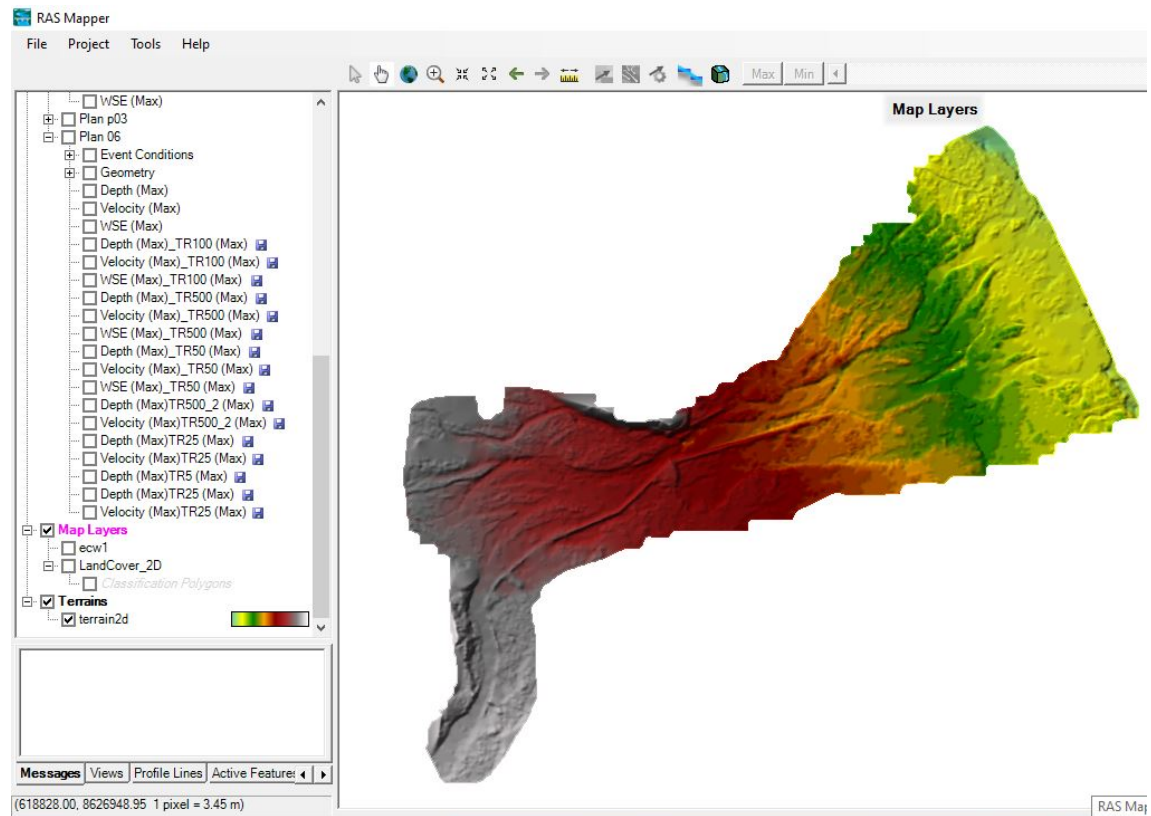 RAS Mapper
File Project Tools Help
Max Min
WSE (Max)
Plan p03
Plan 06
Event Conditions
Geometry
Depth (Max)
Velocity (Max)
WSE (Max)
Depth (Max)_TR100 (Max)
Velocity (Max)_TR100 (Max)
WSE (Max)_TR100 (Max)
Depth (Max)_TR500 (Max)
Velocity (Max)_TR500 (Max)
WSE (Max)_TR500 (Max)
Depth (Max)_TR50 (Max)
Velocity (Max)_TR50 (Max)
WSE (Max)_TR50 (Max)
Depth (Max)TR500_2 (Max)
Velocity (Max)TR500_2 (Max)
Depth (Max)TR25 (Max)
Velocity (Max)TR25 (Max)
Depth (Max)TR5 (Max)
Depth (Max)TR25 (Max)
Velocity (Max)TR25 (Max)
Map Layers
ecw1
LandCover_2D
Classification Polygons
Terrains
terrain2d
Messages Views Profile Lines Active Feature
(618828.00, 8626948.95 1 pixel = 3.45 m)
Map Layers
RAS Map